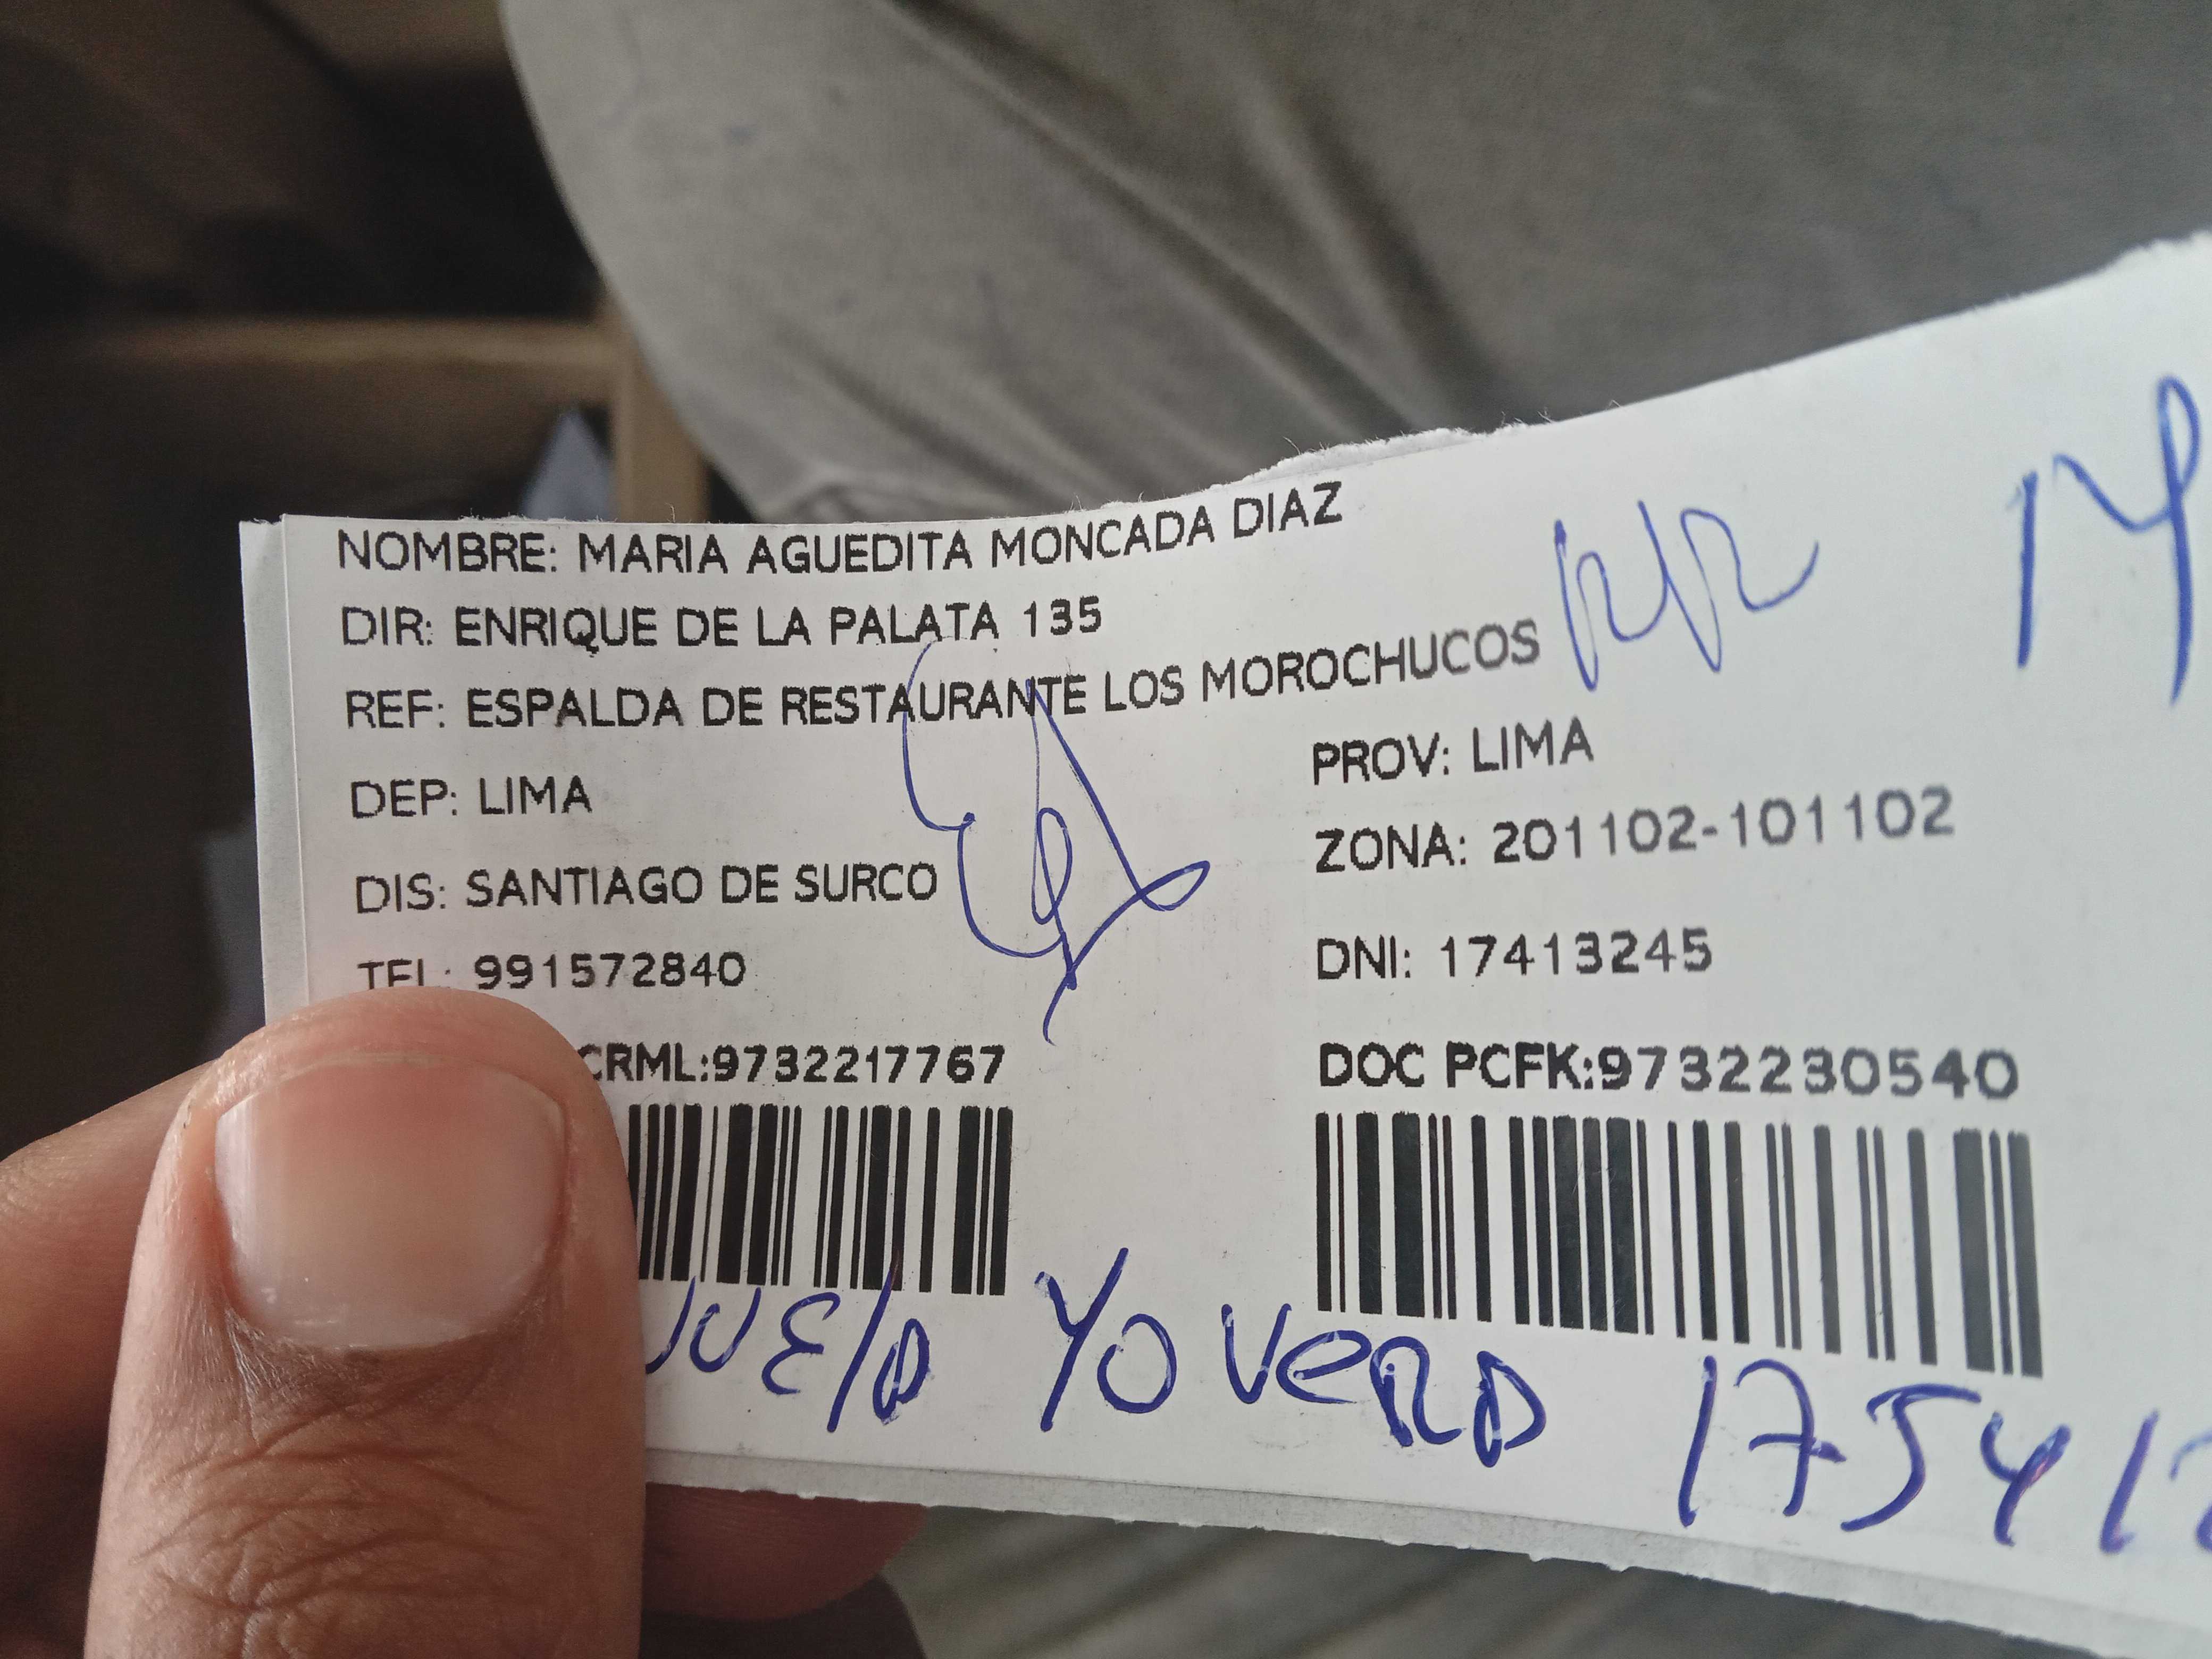 NOMBRE: MARIA AGUEDITA MONCADA DIAZ
DIR: ENRIQUE DE LA PALATA 135
REF: ESPALDA DE RESTAURANTE LOS MOROCHUCOS
DEP: LIMA
PROV: LIMA
DIS: SANTIAGO DE SURCO
ZONA: 201102-101102
TEL: 991572840
DNI: 17413245
CRML:9732217767
DOC PCFK:9732230540
YOVERA